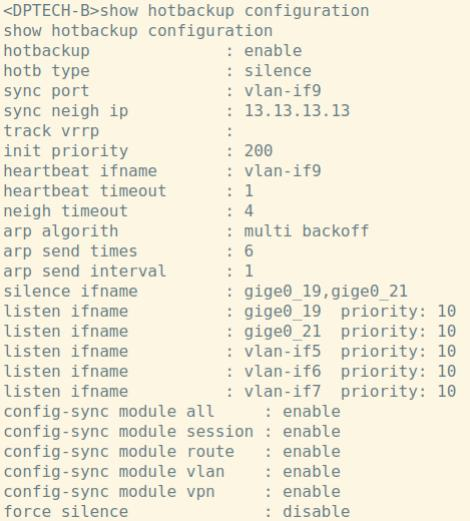 <DPTECH-B>show hotbackup configuration
show hotbackup configuration
hotbackup              : enable
hotb type              : silence
sync port              : vlan-if9
sync neigh ip          : 13.13.13.13
track vrrp             :
init priority          : 200
heartbeat ifname       : vlan-if9
heartbeat timeout      : 1
neigh timeout          : 4
arp algorith           : multi backoff
arp send times         : 6
arp send interval      : 1
silence ifname         : gige0_19,gige0_21
listen ifname          : gige0_19  priority: 10
listen ifname          : gige0_21  priority: 10
listen ifname          : vlan-if5  priority: 10
listen ifname          : vlan-if6  priority: 10
listen ifname          : vlan-if7  priority: 10
config-sync module all     : enable
config-sync module session : enable
config-sync module route   : enable
config-sync module vlan    : enable
config-sync module vpn     : enable
force silence              : disable